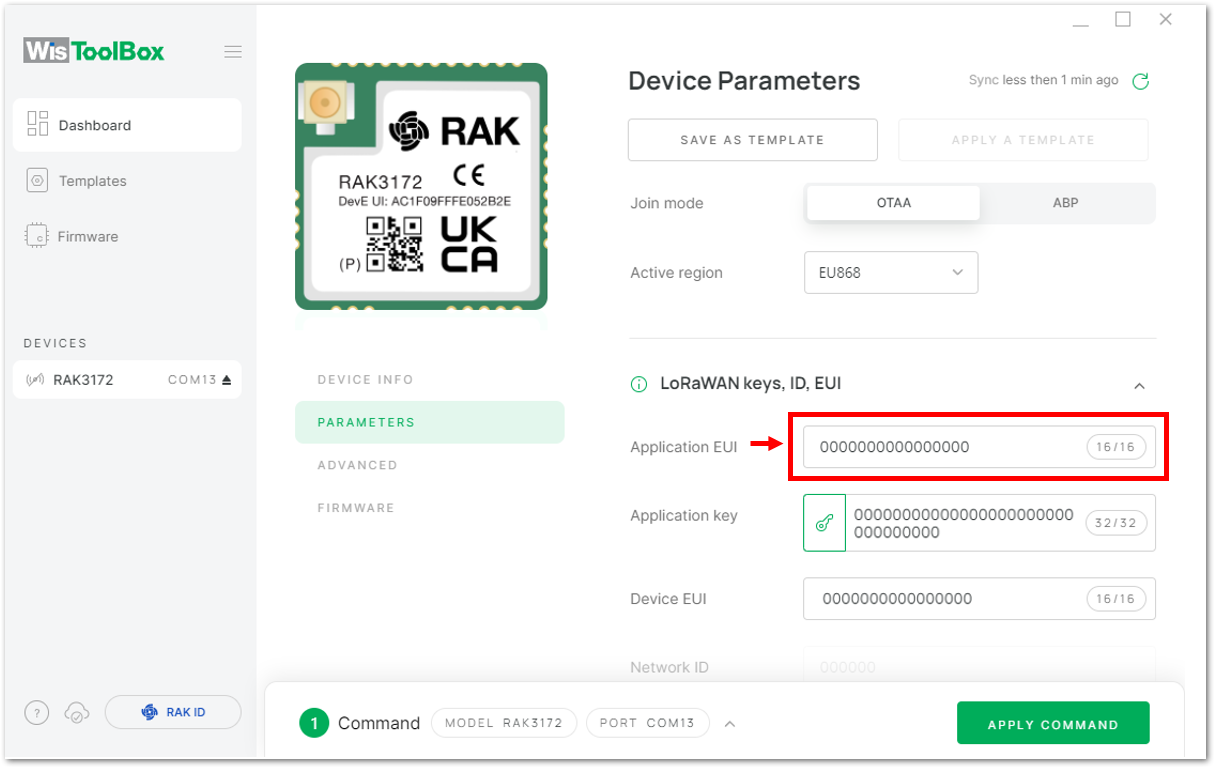 WisToolBox
Dashboard
Templates
Firmware
DEVICES
RAK3172 COM13
?
RAK ID
RAK
RAK3172
DevE UI: AC1F09FFFE052B2E
(P)
UK
CA
DEVICE INFO
PARAMETERS
ADVANCED
FIRMWARE
Device Parameters
Sync less then 1 min ago
SAVE AS TEMPLATE
APPLY A TEMPLATE
Join mode
OTAA
ABP
Active region
EU868
LoRaWAN keys, ID, EUI
Application EUI
0000000000000000
16/16
Application key
00000000000000000000000
000000000
32/32
Device EUI
0000000000000000
16/16
Network ID
000000
1 Command
MODEL RAK3172
PORT COM13
APPLY COMMAND